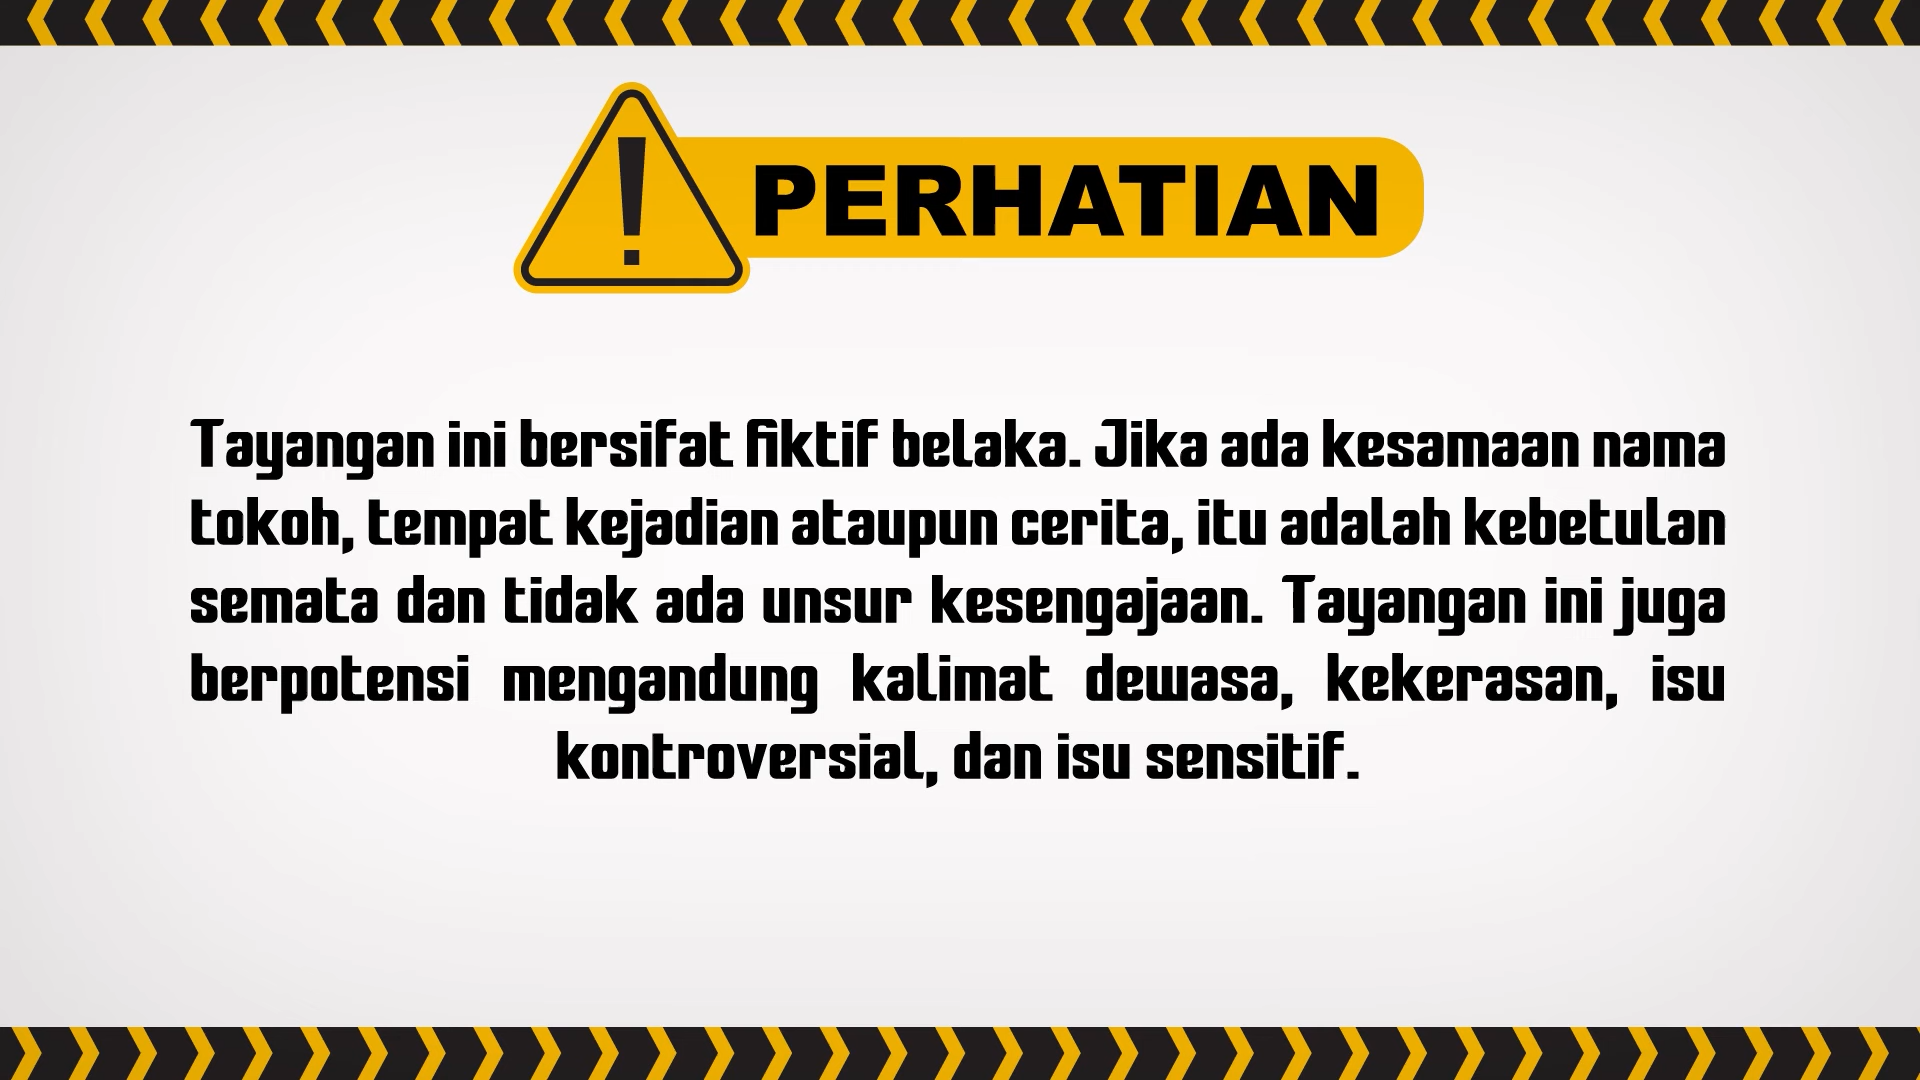 PERHATIAN
Tayangan ini bersifat fiktif belaka. Jika ada kesamaan nama
tokoh, tempat kejadian ataupun cerita, itu adalah kebetulan
semata dan tidak ada unsur kesengajaan. Tayangan ini juga
berpotensi mengandung kalimat dewasa, kekerasan, isu
kontroversial, dan isu sensitif.